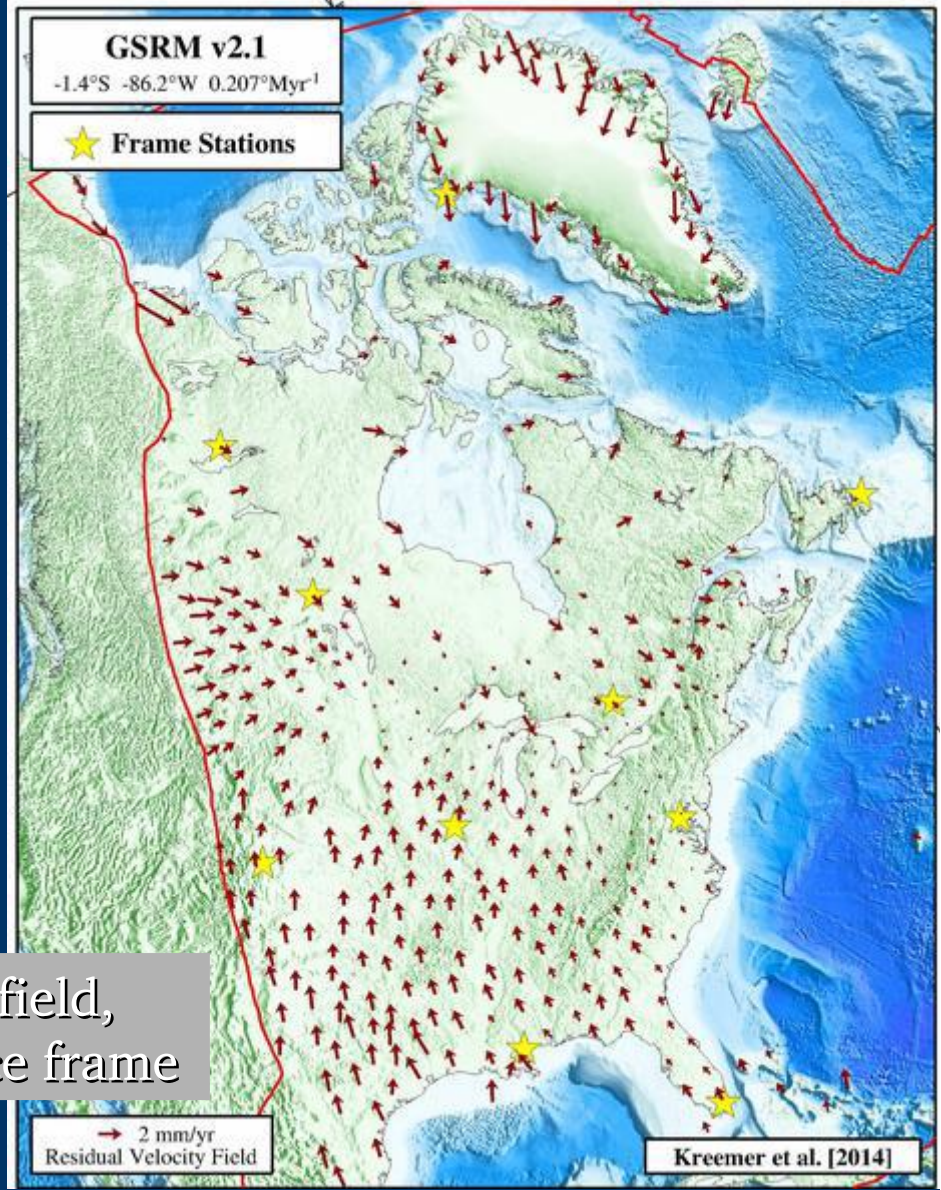 GSRM v2.1
-1.4°S -86.2°W 0.207°Myr⁻¹
Frame Stations
field,
e frame
2 mm/yr
Residual Velocity Field
Kreemer et al. [2014]